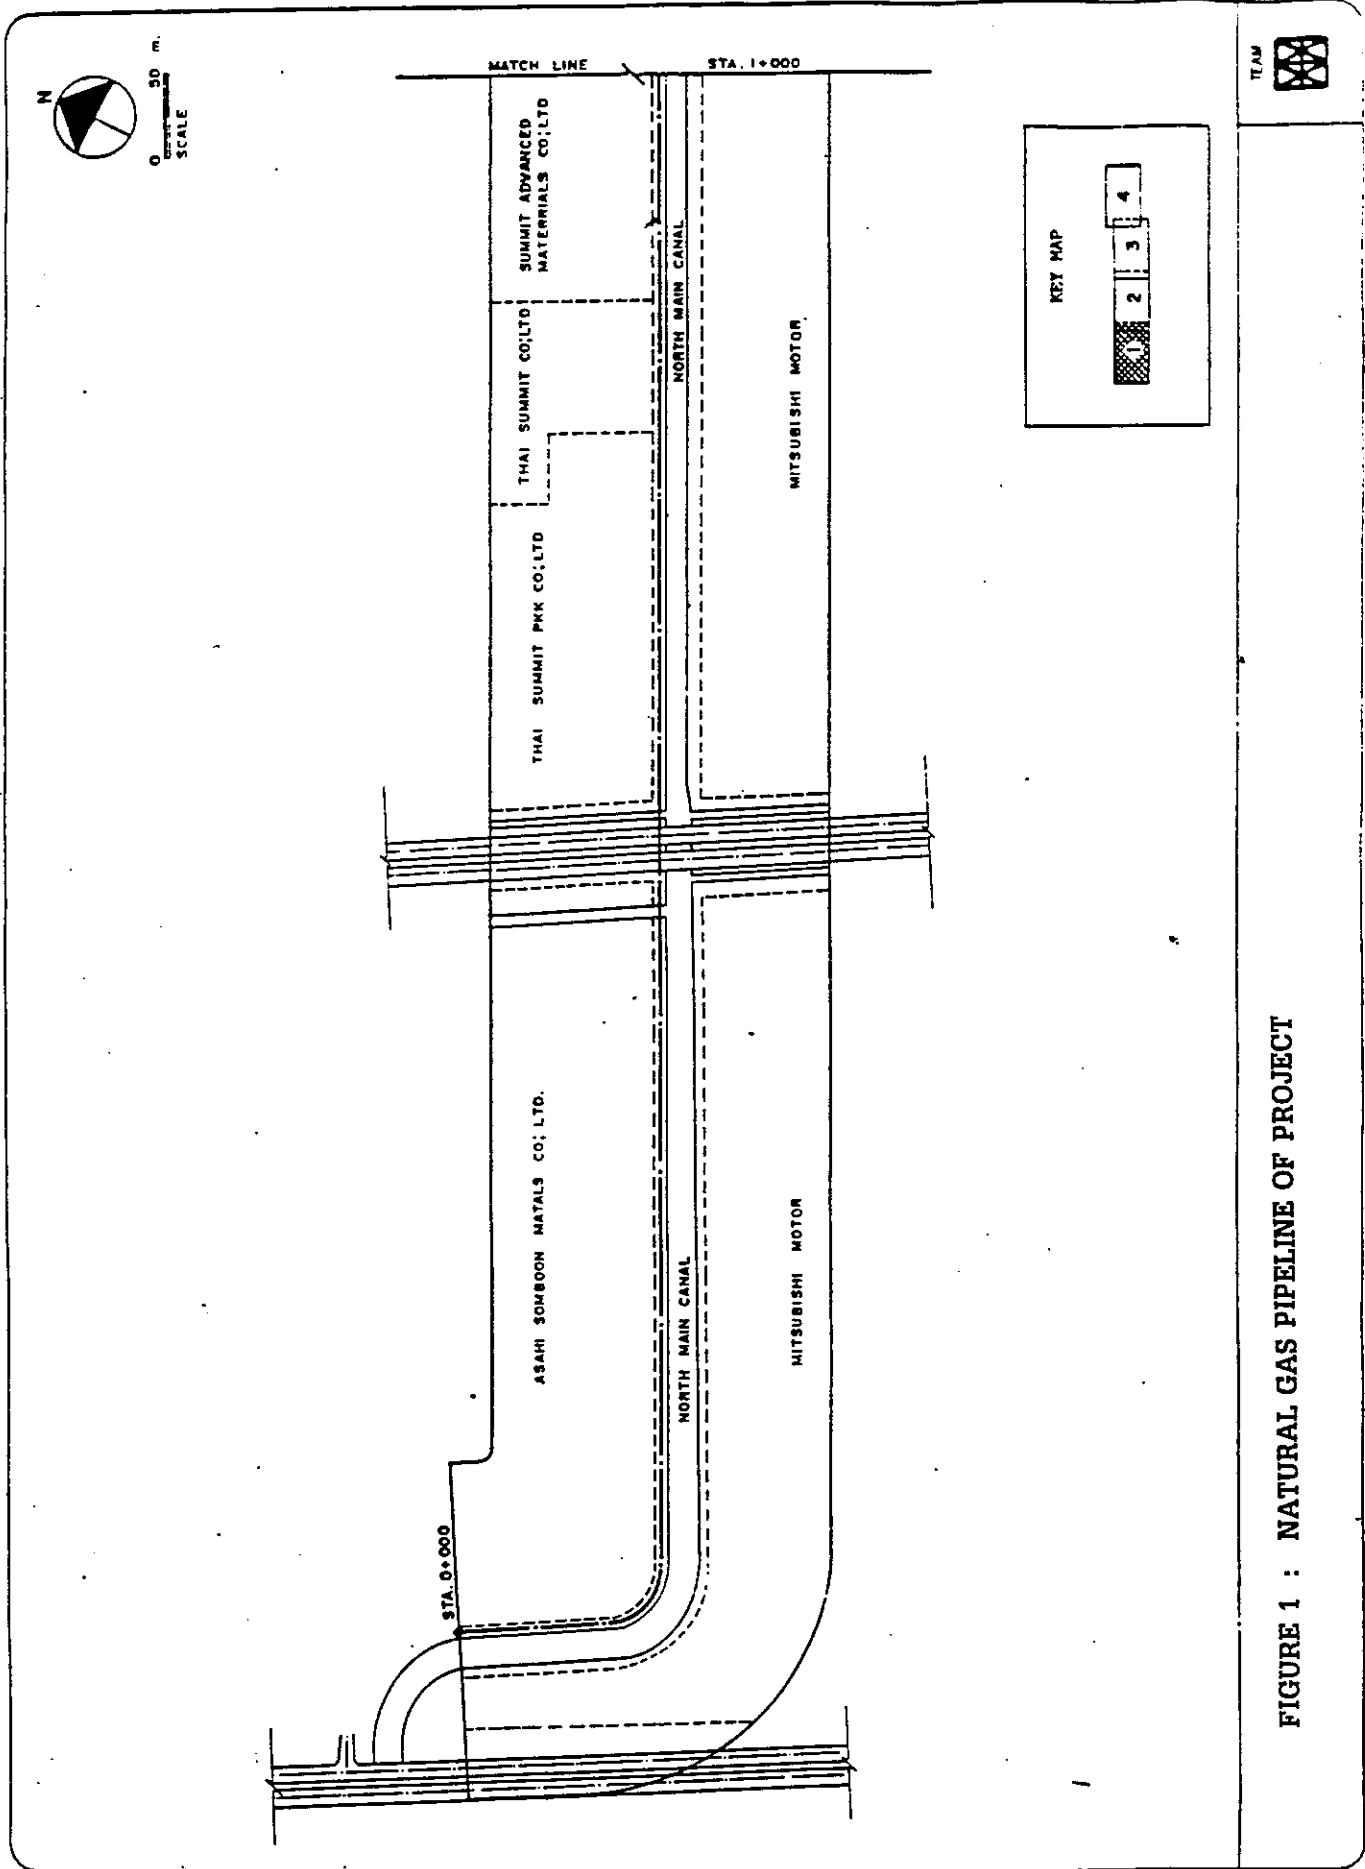 N
0 50 m.
SCALE
MATCH LINE
STA. 1+000
SUMMIT ADVANCED
MATERRIALS CO;LTD
THAI SUMMIT CO;LTD
THAI SUMMIT PKK CO;LTD
NORTH MAIN CANAL
MITSUBISHI MOTOR
ASAHI SOMBOON MATALS CO; LTD.
NORTH MAIN CANAL
MITSUBISHI MOTOR
STA. 0+000
KEY MAP
1 2 3 4
FIGURE 1 : NATURAL GAS PIPELINE OF PROJECT
TEAM